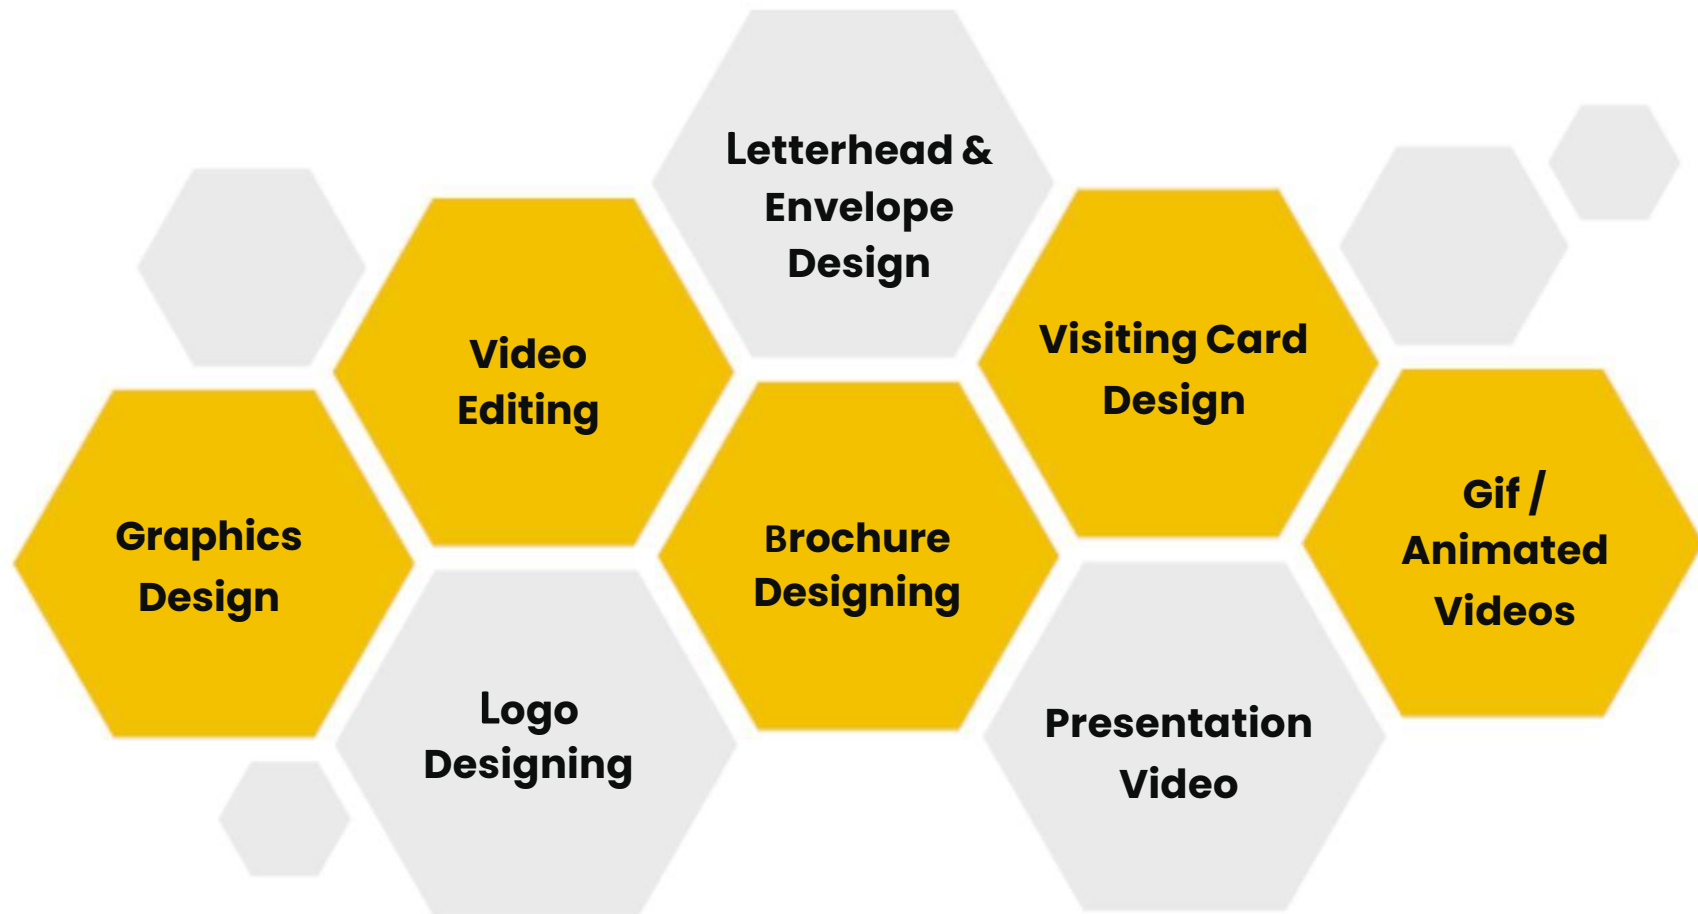 Letterhead &
Envelope
Design
Video
Editing
Visiting Card
Design
Graphics
Design
Brochure
Designing
Gif /
Animated
Videos
Logo
Designing
Presentation
Video